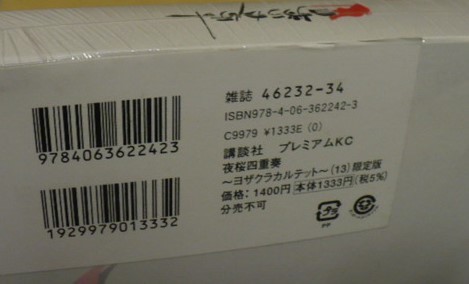 雑誌 46232-34
ISBN978-4-06-362242-3
C9979 ¥1333E (0)
講談社 プレミアムKC
夜桜四重奏
～ヨザクラカルテット～(13)限定版
価格:1400円 本体1333円(税5%)
分売不可
9784063622423
1929979013332
プラ
PP